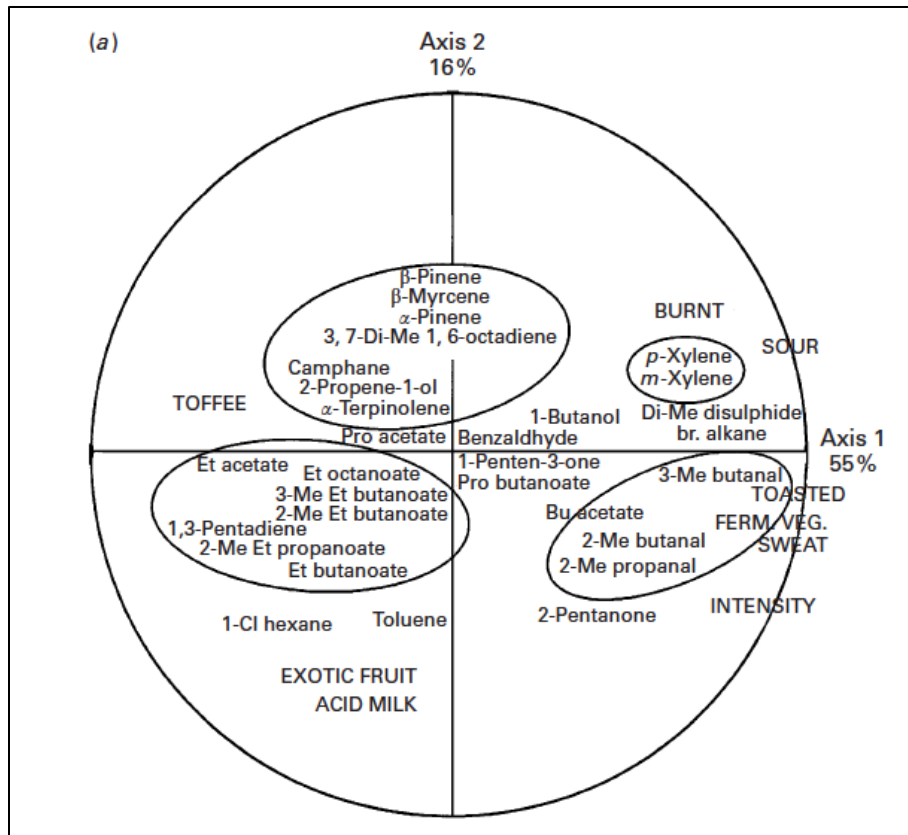 (a)
Axis 2
16%
β-Pinene
β-Myrcene
α-Pinene
3, 7-Di-Me 1, 6-octadiene
Camphane
2-Propene-1-ol
α-Terpinolene
TOFFEE
Pro acetate
BURNT
SOUR
p-Xylene
m-Xylene
1-Butanol
Di-Me disulphide
br. alkane
Benzaldhyde
Axis 1
55%
Et acetate
Et octanoate
3-Me Et butanoate
2-Me Et butanoate
1,3-Pentadiene
2-Me Et propanoate
Et butanoate
1-Penten-3-one
Pro butanoate
3-Me butanal
TOASTED
Bu acetate
FERM. VEG.
2-Me butanal
SWEAT
2-Me propanal
INTENSITY
2-Pentanone
1-Cl hexane
Toluene
EXOTIC FRUIT
ACID MILK